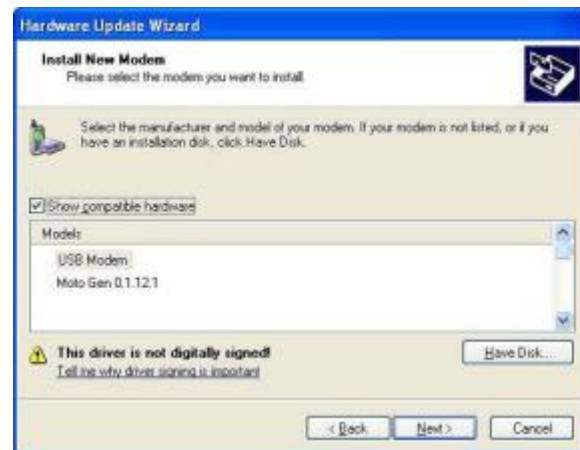 Hardware Update Wizard
Install New Modem
Please select the modem you want to install.
Select the manufacturer and model of your modem. If your modem is not listed, or if you
have an installation disk, click Have Disk.
Show compatible hardware
Models
USB Modem
Moto Gen 0.1.12.1
This driver is not digitally signed!
Have Disk...
Tell me why driver signing is important
< Back
Next >
Cancel